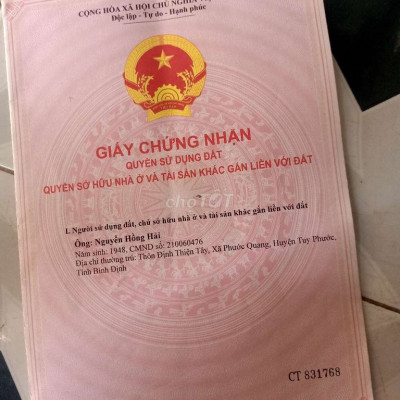 CỘNG HÒA XÃ HỘI CHỦ NGHĨA
Độc lập - Tự do - Hạnh phúc
GIẤY CHỨNG NHẬN
QUYỀN SỬ DỤNG ĐẤT
QUYỀN SỞ HỮU NHÀ Ở VÀ TÀI SẢN KHÁC GẮN LIỀN VỚI ĐẤT
chợTỐT
I. Người sử dụng đất, chủ sở hữu nhà ở và tài sản khác gắn liền với đất
Ông: Nguyễn Hồng Hải
Năm sinh: 1948, CMND số: 210060476
Địa chỉ thường trú: Thôn Định Thiện Tây, Xã Phước Quang, Huyện Tuy Phước,
Tỉnh Bình Định
CT 831768